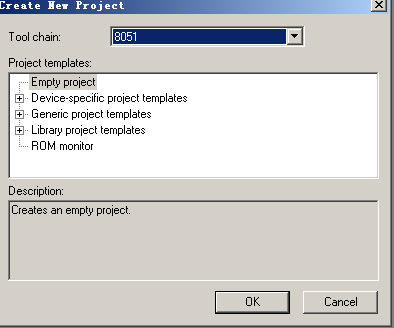 Create New Project
Tool chain:
8051
Project templates:
Empty project
Device-specific project templates
Generic project templates
Library project templates
ROM monitor
Description:
Creates an empty project.
OK
Cancel